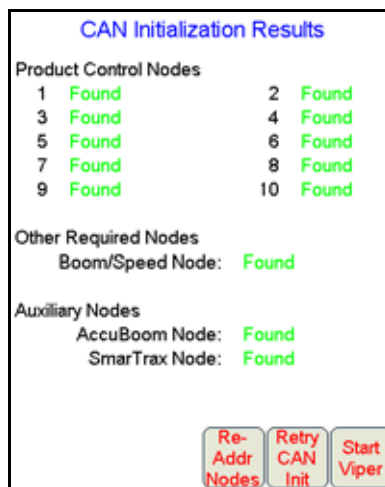 CAN Initialization Results
Product Control Nodes
1 Found 2 Found
3 Found 4 Found
5 Found 6 Found
7 Found 8 Found
9 Found 10 Found
Other Required Nodes
Boom/Speed Node: Found
Auxiliary Nodes
AccuBoom Node: Found
SmarTrax Node: Found
Re-
Addr
Nodes
Retry
CAN
Init
Start
Viper